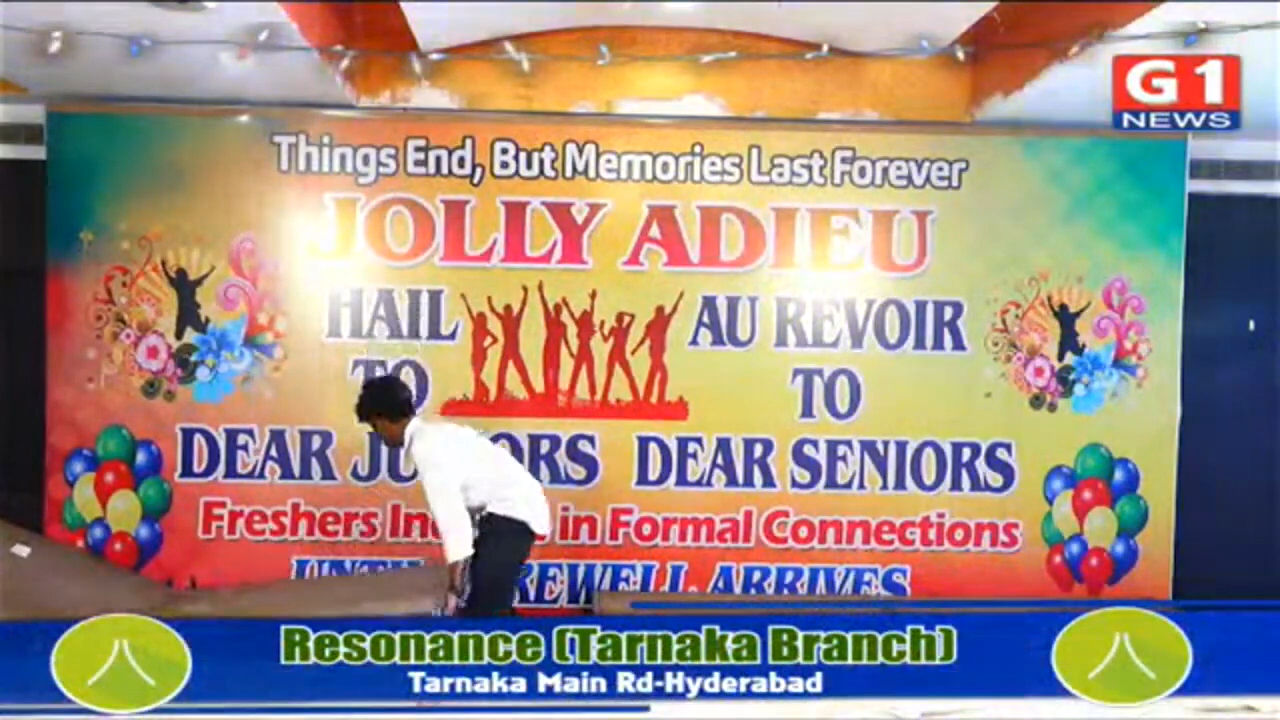 G1
NEWS
Things End, But Memories Last Forever
JOLLY ADIEU
HAIL
TO
DEAR
AU REVOIR
TO
DEAR SENIORS
Freshers in Formal Connections
ARRIVES
Resonance (Tarnaka Branch)
Tarnaka Main Rd-Hyderabad